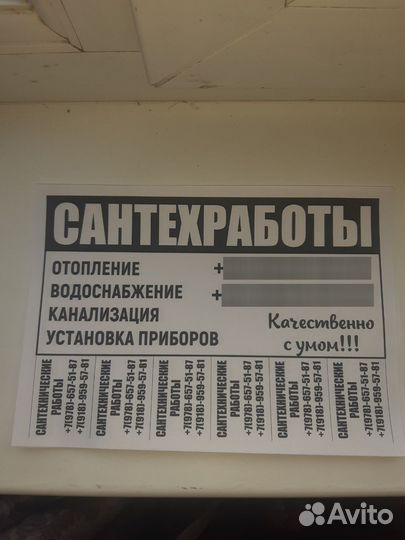 САНТЕХРАБОТЫ
ОТОПЛЕНИЕ +
ВОДОСНАБЖЕНИЕ +
КАНАЛИЗАЦИЯ
УСТАНОВКА ПРИБОРОВ
Качественно
с умом!!!
САНТЕХНИЧЕСКИЕ
РАБОТЫ
+7(978)-657-51-87
+7(918)-959-57-81
САНТЕХНИЧЕСКИЕ
РАБОТЫ
+7(978)-657-51-87
+7(918)-959-57-81
САНТЕХНИЧЕСКИЕ
РАБОТЫ
+7(978)-657-51-87
+7(918)-959-57-81
САНТЕХНИЧЕСКИЕ
РАБОТЫ
+7(978)-657-51-87
+7(918)-959-57-81
САНТЕХНИЧЕСКИЕ
РАБОТЫ
+7(978)-657-51-87
+7(918)-959-57-81
САНТЕХНИЧЕСКИЕ
РАБОТЫ
+7(978)-657-51-87
+7(918)-959-57-81
Avito